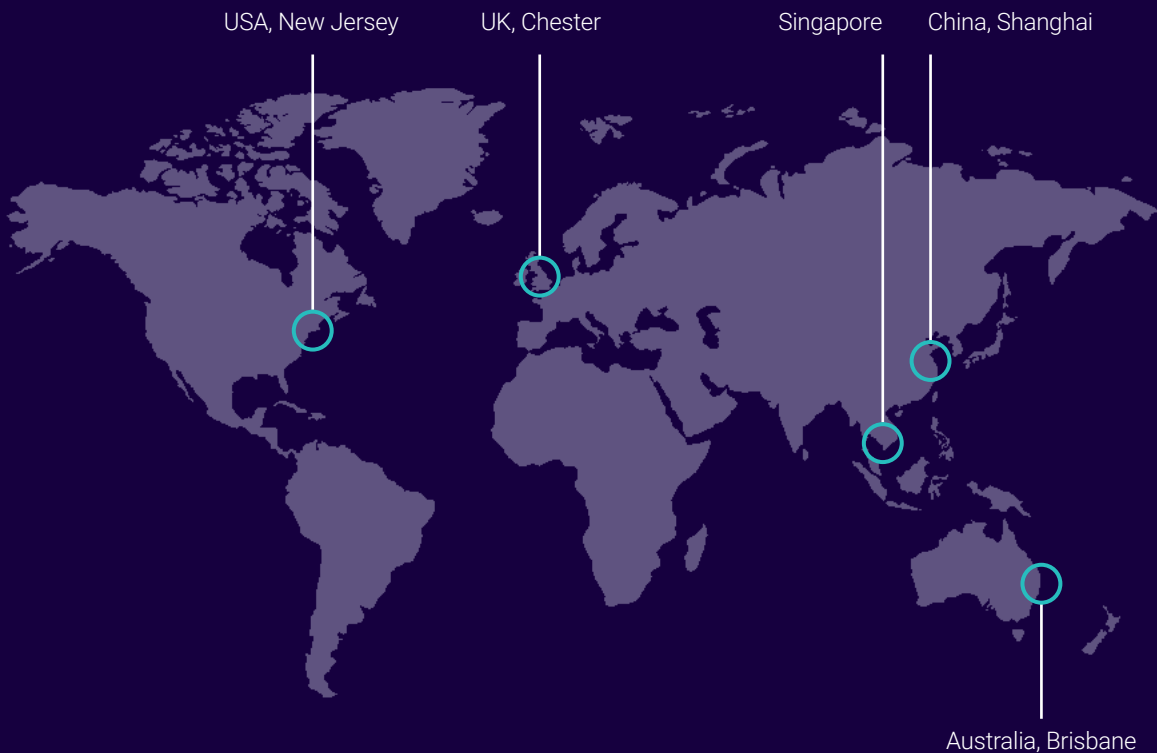 USA, New Jersey
UK, Chester
Singapore
China, Shanghai
Australia, Brisbane